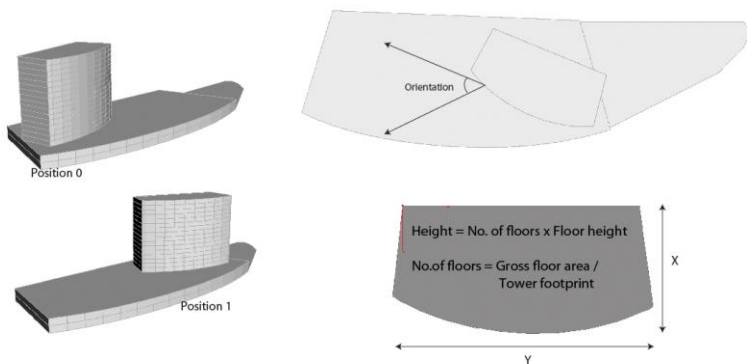 Position 0
Orientation
Position 1
Height = No. of floors x Floor height
No.of floors = Gross floor area /
Tower footprint
X
Y